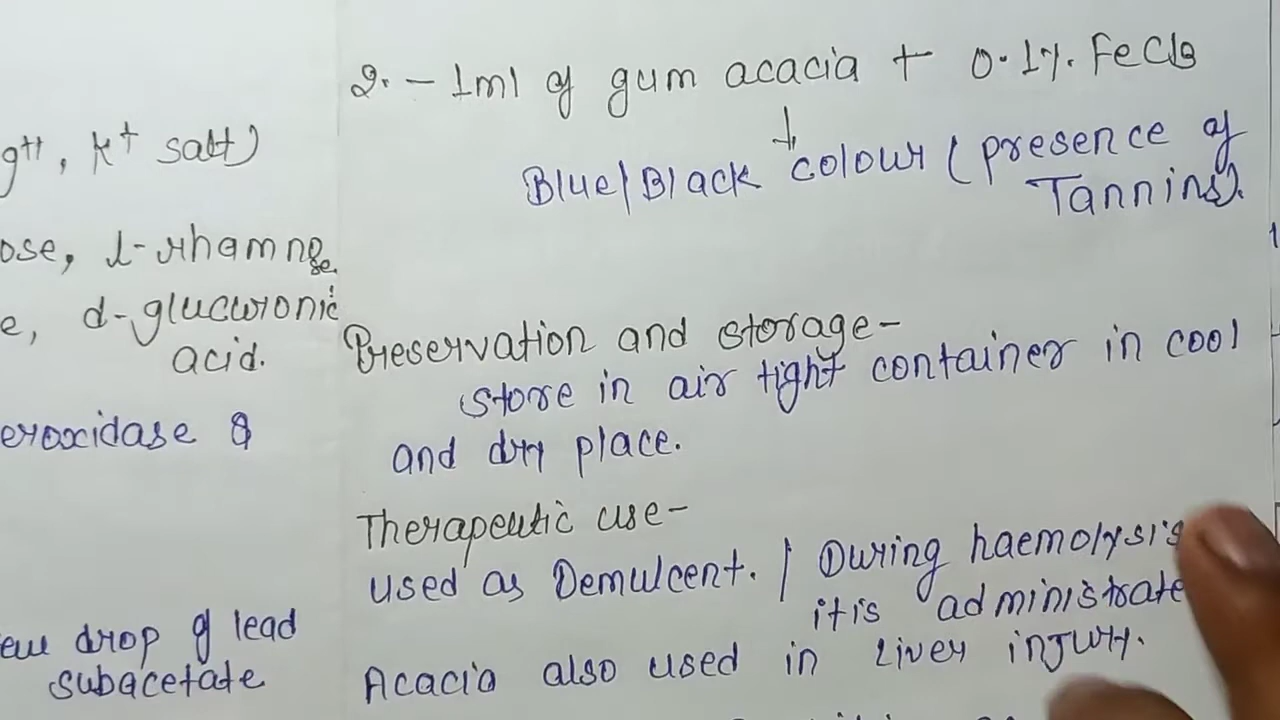 g++, K+ salt)
ose, l-rhamnose.
e, d-glucuronic
acid.
eroxidase &
drop of lead
subacetate
2. - 1ml of gum acacia + 0.1%. FeCl3
↓
Blue/Black colour (presence of
Tannins).
Preservation and storage-
store in air tight container in cool
and dry place.
Therapeutic use-
used as Demulcent. / During haemolysis
it is administrate
Acacia also used in Liver injury.